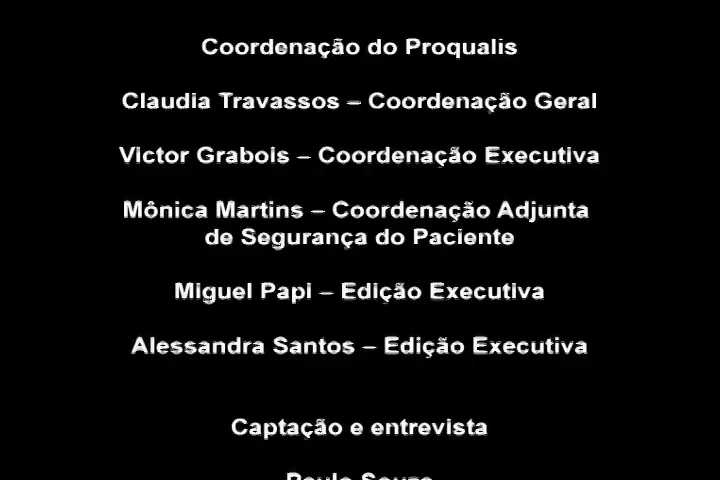 Coordenação do Proqualis
Claudia Travassos – Coordenação Geral
Victor Grabois – Coordenação Executiva
Mônica Martins – Coordenação Adjunta
de Segurança do Paciente
Miguel Papi – Edição Executiva
Alessandra Santos – Edição Executiva
Captação e entrevista